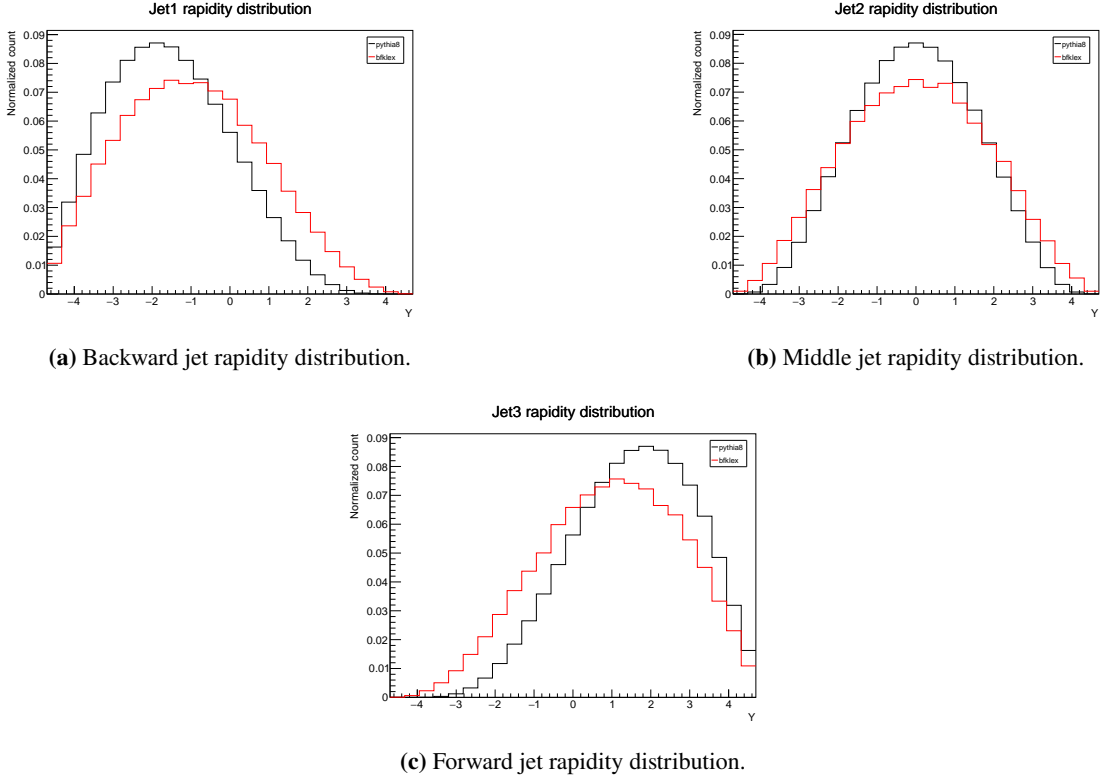 Jet1 rapidity distribution
Normalized count
0.09
0.08
0.07
0.06
0.05
0.04
0.03
0.02
0.01
0
−4 −3 −2 −1 0 1 2 3 4
Y
pythia8
bfklex
(a) Backward jet rapidity distribution.
Jet2 rapidity distribution
Normalized count
0.09
0.08
0.07
0.06
0.05
0.04
0.03
0.02
0.01
0
−4 −3 −2 −1 0 1 2 3 4
Y
pythia8
bfklex
(b) Middle jet rapidity distribution.
Jet3 rapidity distribution
Normalized count
0.09
0.08
0.07
0.06
0.05
0.04
0.03
0.02
0.01
0
−4 −3 −2 −1 0 1 2 3 4
Y
pythia8
bfklex
(c) Forward jet rapidity distribution.